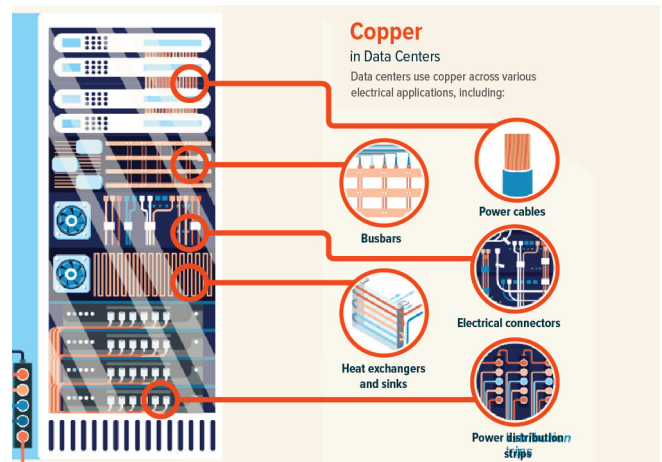 Copper
in Data Centers
Data centers use copper across various
electrical applications, including:
Power cables
Busbars
Electrical connectors
Heat exchangers
and sinks
Power distribution
strips